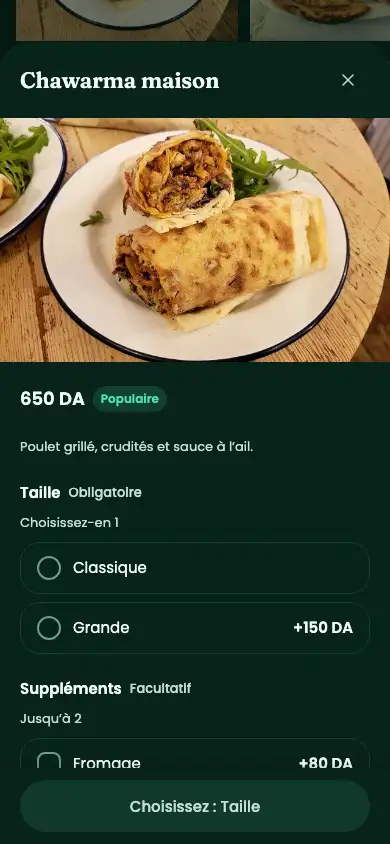 Chawarma maison
650 DA Populaire
Poulet grillé, crudités et sauce à l’ail.
Taille Obligatoire
Choisissez-en 1
Classique
Grande +150 DA
Suppléments Facultatif
Jusqu’à 2
Fromage +80 DA
Choisissez : Taille